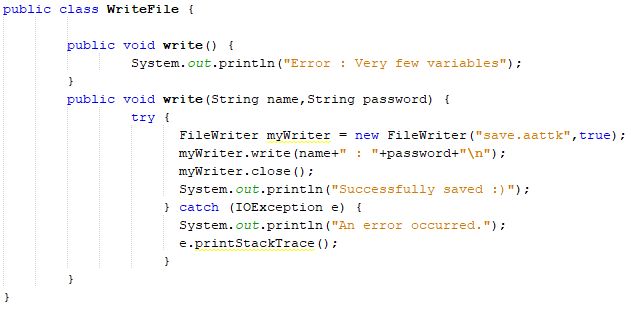 public class WriteFile {
public void write() {
System.out.println("Error : Very few variables");
}
public void write(String name,String password) {
try {
FileWriter myWriter = new FileWriter("save.aattk",true);
myWriter.write(name+" : "+password+"\n");
myWriter.close();
System.out.println("Successfully saved :)");
} catch (IOException e) {
System.out.println("An error occurred.");
e.printStackTrace();
}
}
}